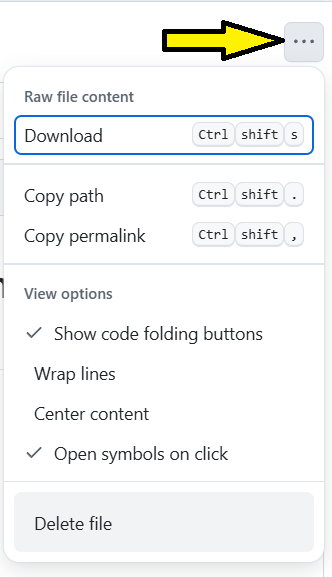 ...
Raw file content
Download Ctrl shift s
Copy path Ctrl shift .
Copy permalink Ctrl shift ,
View options
Show code folding buttons
Wrap lines
Center content
Open symbols on click
Delete file